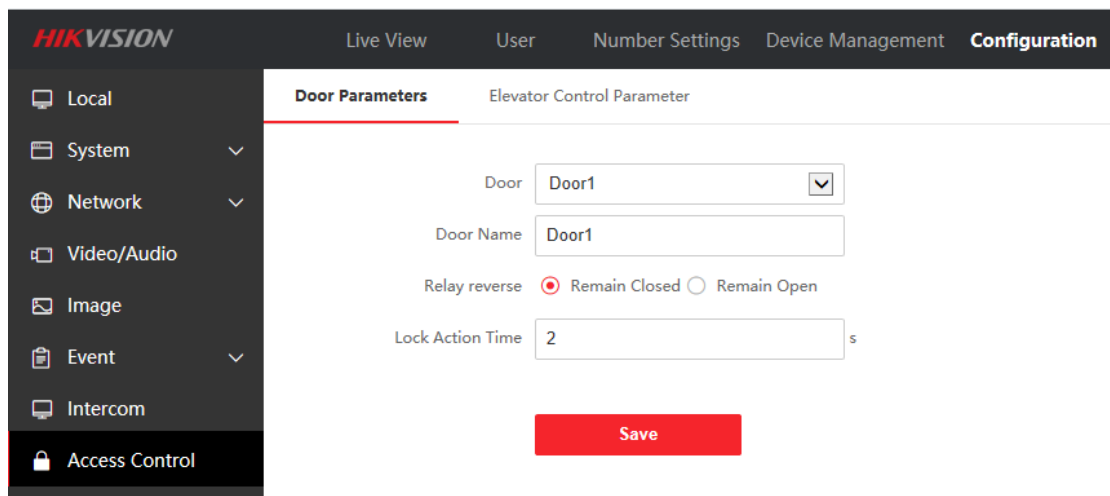 HIKVISION Live View User Number Settings Device Management Configuration
Local
System
Network
Video/Audio
Image
Event
Intercom
Access Control
Door Parameters Elevator Control Parameter
Door Door1
Door Name Door1
Relay reverse Remain Closed Remain Open
Lock Action Time 2 s
Save